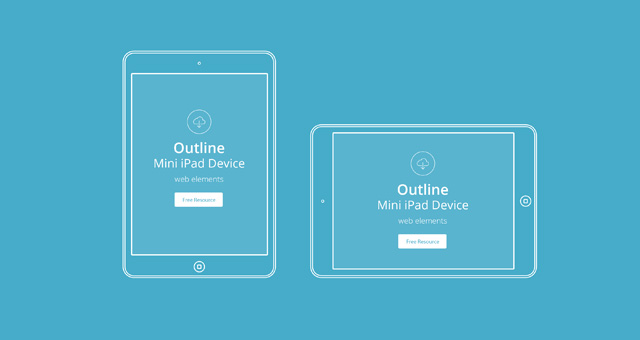 Outline
Mini iPad Device
web elements
Free Resource
Outline
Mini iPad Device
web elements
Free Resource